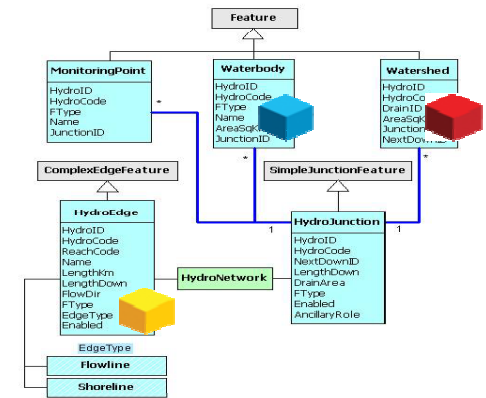 Feature
MonitoringPoint
HydroID
HydroCode
FType
Name
JunctionID
*
Waterbody
HydroID
HydroCode
FType
Name
JunctionID
*
Watershed
HydroID
DrainID
*
ComplexEdgeFeature
SimpleJunctionFeature
HydroEdge
HydroID
HydroCode
ReachCode
Name
LengthKm
LengthDown
FlowDir
FType
EdgeType
Enabled
HydroNetwork
1
HydroJunction
1
HydroID
HydroCode
NextDownID
LengthDown
DrainArea
FType
Enabled
AncillaryRole
EdgeType
Flowline
Shoreline